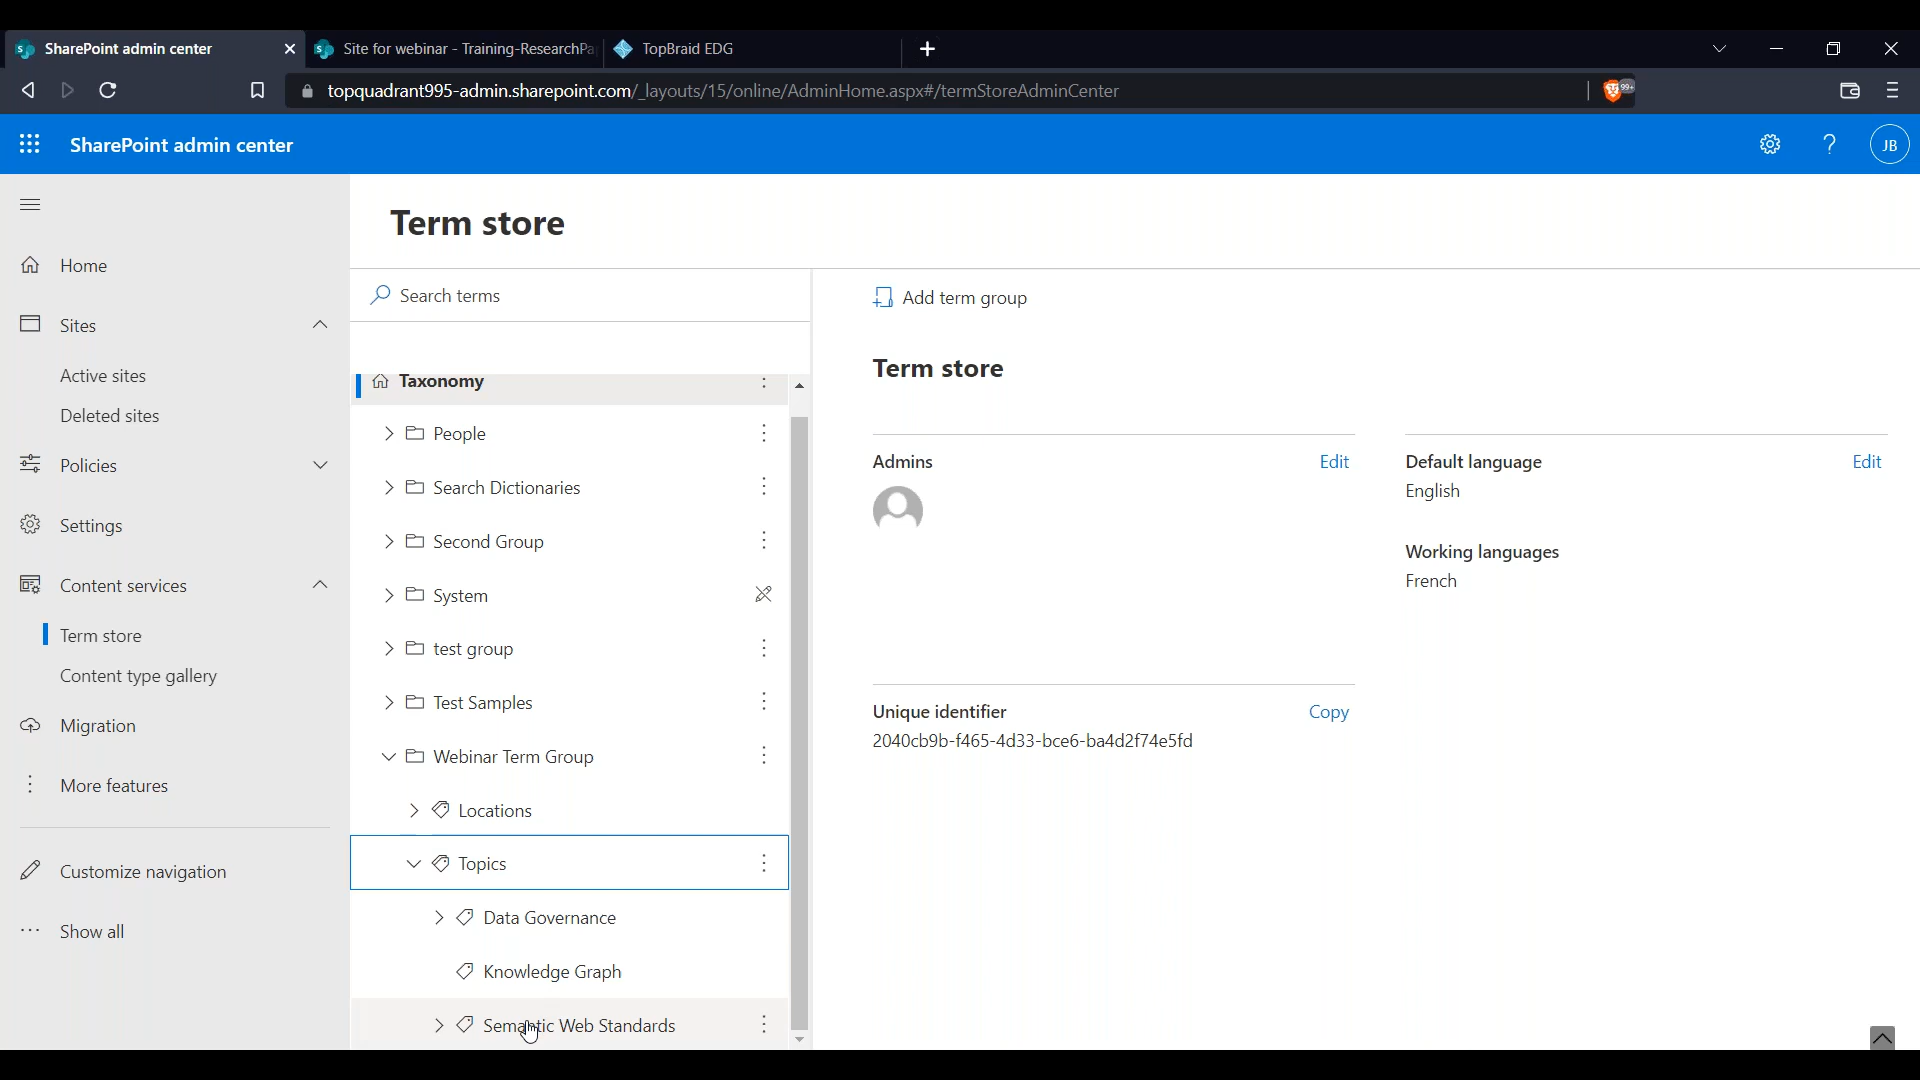 SharePoint admin center
Site for webinar - Training-ResearchPa
TopBraid EDG
topquadrant995-admin.sharepoint.com/_layouts/15/online/AdminHome.aspx#/termStoreAdminCenter
99+
SharePoint admin center
JB
Home
Sites
Active sites
Deleted sites
Policies
Settings
Content services
Term store
Content type gallery
Migration
More features
Customize navigation
Show all
Term store
Search terms
Taxonomy
People
Search Dictionaries
Second Group
System
test group
Test Samples
Webinar Term Group
Locations
Topics
Data Governance
Knowledge Graph
Semantic Web Standards
Add term group
Term store
Admins
Edit
Default language
Edit
English
Working languages
French
Unique identifier
Copy
2040cb9b-f465-4d33-bce6-ba4d2f74e5fd